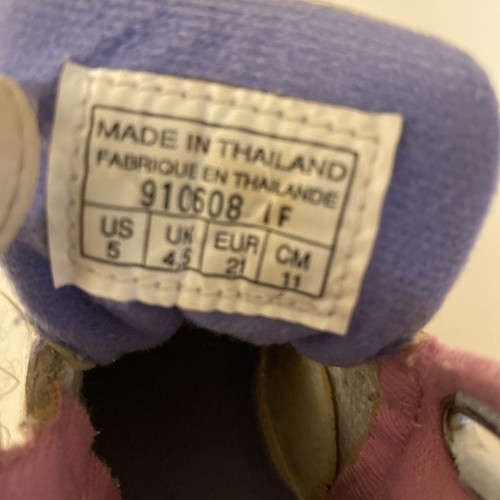 MADE IN THAILAND
FABRIQUE EN THAILANDE
910608 IF
US UK EUR CM
5 4.5 21 11